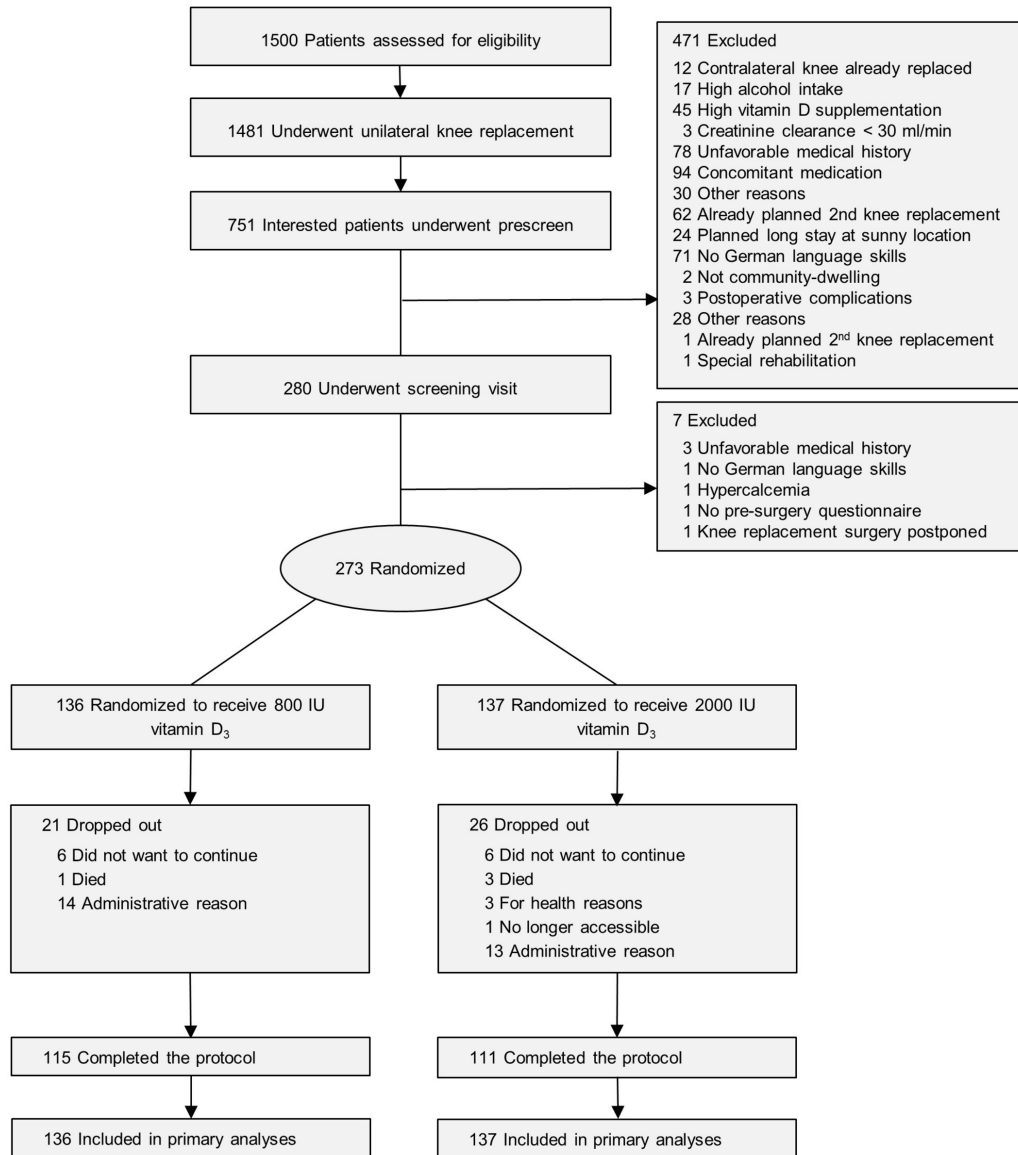 1500 Patients assessed for eligibility
1481 Underwent unilateral knee replacement
751 Interested patients underwent prescreen
471 Excluded
12 Contralateral knee already replaced
17 High alcohol intake
45 High vitamin D supplementation
3 Creatinine clearance < 30 ml/min
78 Unfavorable medical history
94 Concomitant medication
30 Other reasons
62 Already planned 2nd knee replacement
24 Planned long stay at sunny location
71 No German language skills
2 Not community-dwelling
3 Postoperative complications
28 Other reasons
1 Already planned 2nd knee replacement
1 Special rehabilitation
280 Underwent screening visit
7 Excluded
3 Unfavorable medical history
1 No German language skills
1 Hypercalcemia
1 No pre-surgery questionnaire
1 Knee replacement surgery postponed
273 Randomized
136 Randomized to receive 800 IU
vitamin D3
137 Randomized to receive 2000 IU
vitamin D3
21 Dropped out
6 Did not want to continue
1 Died
14 Administrative reason
26 Dropped out
6 Did not want to continue
3 Died
3 For health reasons
1 No longer accessible
13 Administrative reason
115 Completed the protocol
111 Completed the protocol
136 Included in primary analyses
137 Included in primary analyses